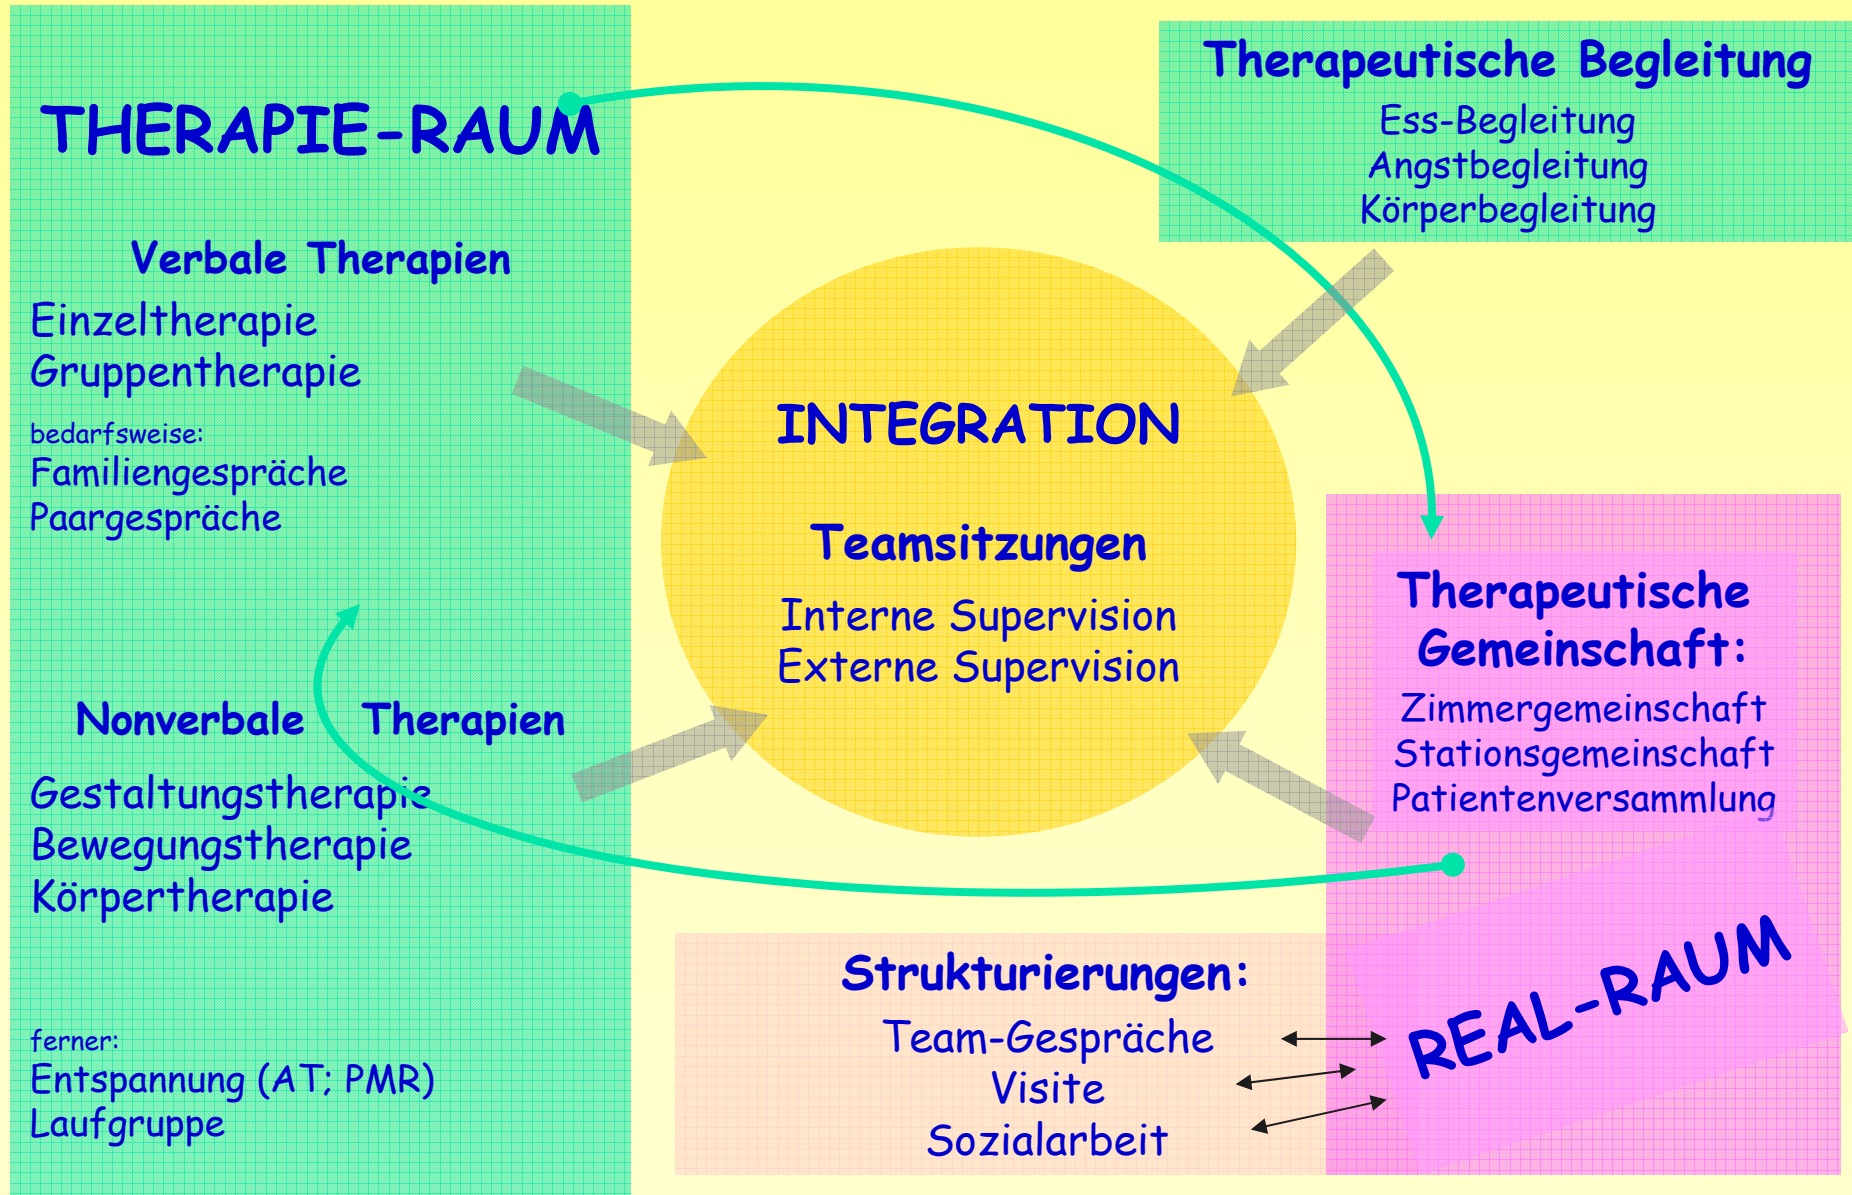 THERAPIE-RAUM
Verbale Therapien
Einzeltherapie
Gruppentherapie
bedarfsweise:
Familiengespräche
Paargespräche
Nonverbale Therapien
Gestaltungstherapie
Bewegungstherapie
Körpertherapie
ferner:
Entspannung (AT; PMR)
Laufgruppe
INTEGRATION
Teamsitzungen
Interne Supervision
Externe Supervision
Therapeutische Begleitung
Ess-Begleitung
Angstbegleitung
Körperbegleitung
Therapeutische
Gemeinschaft:
Zimmergemeinschaft
Stationsgemeinschaft
Patientenversammlung
REAL-RAUM
Strukturierungen:
Team-Gespräche
Visite
Sozialarbeit